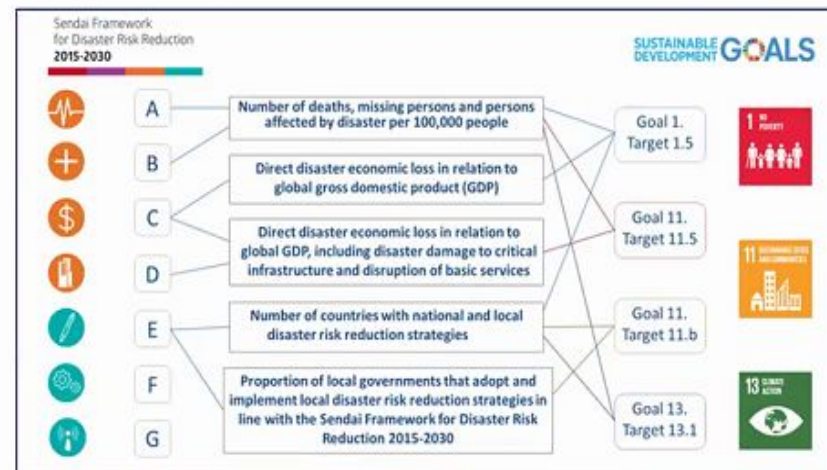 Sendai Framework
for Disaster Risk Reduction
2015-2030
SUSTAINABLE
DEVELOPMENT
GOALS
A
B
C
D
E
F
G
Number of deaths, missing persons and persons
affected by disaster per 100,000 people
Direct disaster economic loss in relation to
global gross domestic product (GDP)
Direct disaster economic loss in relation to
global GDP, including disaster damage to critical
infrastructure and disruption of basic services
Number of countries with national and local
disaster risk reduction strategies
Proportion of local governments that adopt and
implement local disaster risk reduction strategies in
line with the Sendai Framework for Disaster Risk
Reduction 2015-2030
Goal 1.
Target 1.5
Goal 11.
Target 11.5
Goal 11.
Target 11.b
Goal 13.
Target 13.1
1 NO
POVERTY
11 SUSTAINABLE CITIES
AND COMMUNITIES
13 CLIMATE
ACTION